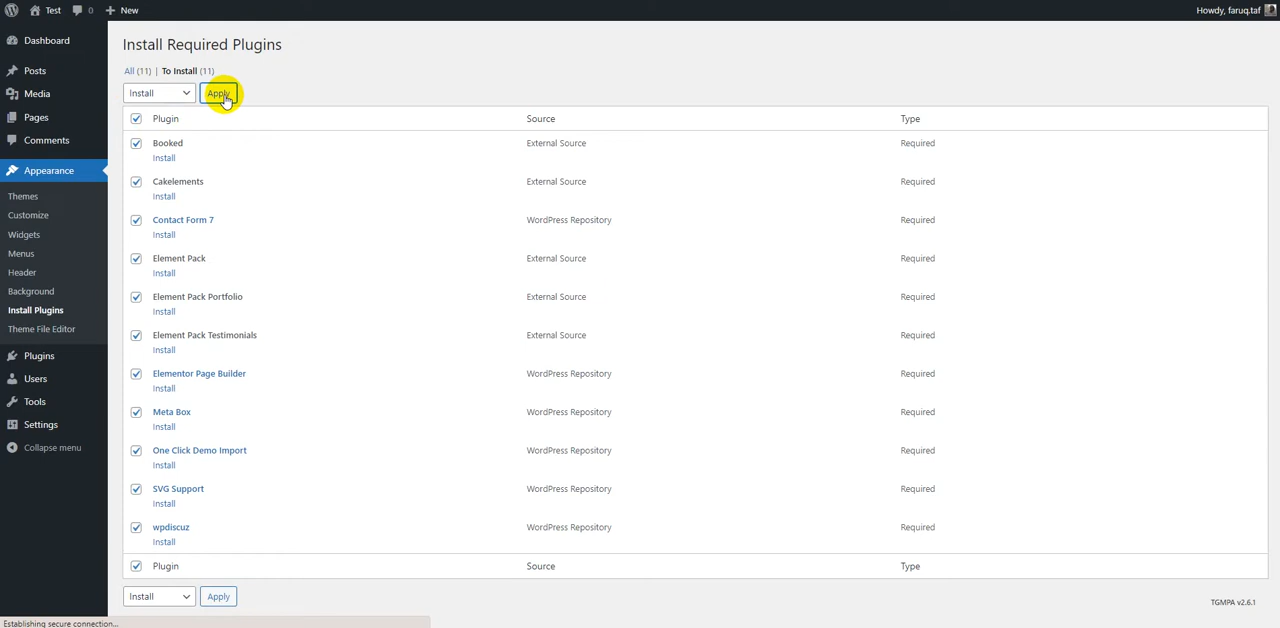 Test 0 New Howdy, faruq.taf
Dashboard
Posts
Media
Pages
Comments
Appearance
Themes
Customize
Widgets
Menus
Header
Background
Install Plugins
Theme File Editor
Plugins
Users
Tools
Settings
Collapse menu
Install Required Plugins
All (11) | To Install (11)
Install Apply
Plugin Source Type
Booked External Source Required
Install
Cakelements External Source Required
Install
Contact Form 7 WordPress Repository Required
Install
Element Pack External Source Required
Install
Element Pack Portfolio External Source Required
Install
Element Pack Testimonials External Source Required
Install
Elementor Page Builder WordPress Repository Required
Install
Meta Box WordPress Repository Required
Install
One Click Demo Import WordPress Repository Required
Install
SVG Support WordPress Repository Required
Install
wpdiscuz WordPress Repository Required
Install
Plugin Source Type
Install Apply
TGMPA v2.6.1
Establishing secure connection...